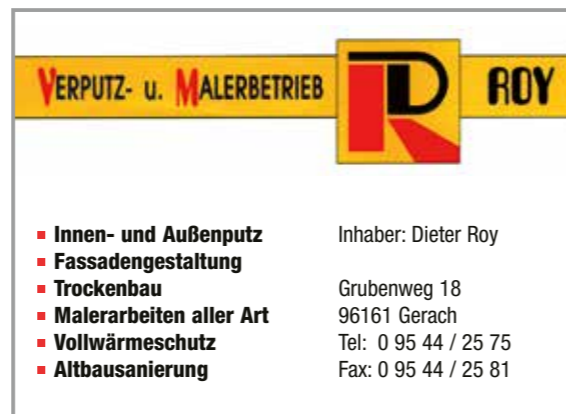 VERPUTZ- u. MALERBETRIEB R ROY
Innen- und Außenputz Inhaber: Dieter Roy
Fassadengestaltung
Trockenbau Grubenweg 18
Malerarbeiten aller Art 96161 Gerach
Vollwärmeschutz Tel: 0 95 44 / 25 75
Altbausanierung Fax: 0 95 44 / 25 81